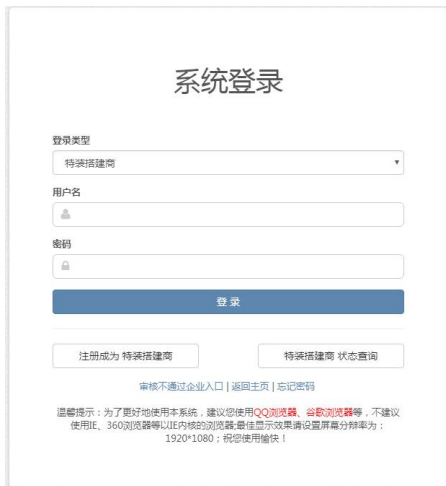 系统登录
登录类型
特装搭建商
用户名
密码
登 录
注册成为 特装搭建商
特装搭建商 状态查询
审核不通过企业入口 | 返回主页 | 忘记密码
温馨提示：为了更好地使用本系统，建议您使用QQ浏览器、谷歌浏览器等，不建议
使用IE、360浏览器等以IE内核的浏览器;最佳显示效果请设置屏幕分辩率为：
1920*1080；祝您使用愉快！